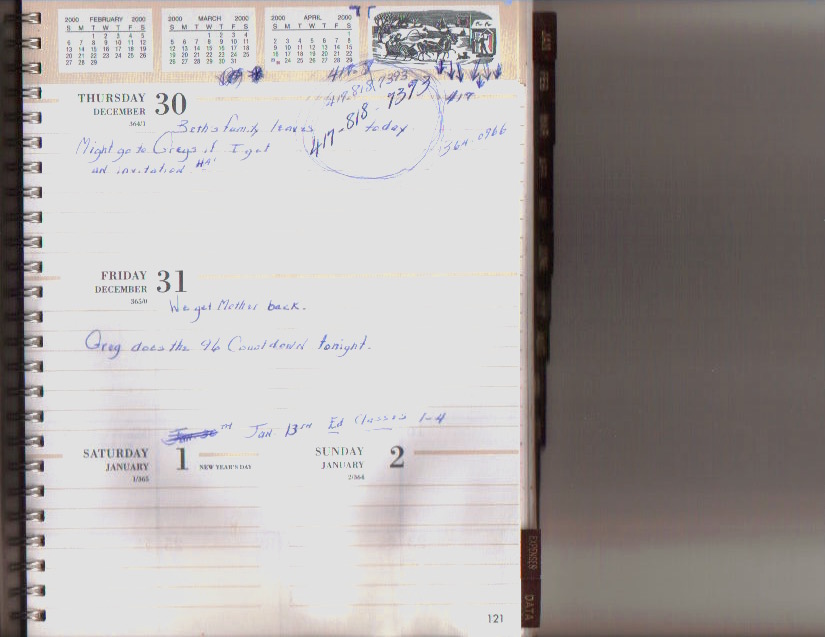 2000 FEBRUARY 2000
S M T W T F S
1 2 3 4 5
6 7 8 9 10 11 12
13 14 15 16 17 18 19
20 21 22 23 24 25 26
27 28 29
2000 MARCH 2000
S M T W T F S
1 2 3 4
5 6 7 8 9 10 11
12 13 14 15 16 17 18
19 20 21 22 23 24 25
26 27 28 29 30 31
2000 APRIL 2000
S M T W T F S
1
2 3 4 5 6 7 8
9 10 11 12 13 14 15
16 17 18 19 20 21 22
23/30 24 25 26 27 28 29
417-8
417-818-9393
417-818-9393
417
THURSDAY 30
DECEMBER
364/1
Beth's family leaves today.
Might go to Gregs if I get
an invitation HA!
364-0966
FRIDAY 31
DECEMBER
365/0
We get Mother back.
Greg does the 96 Countdown tonight.
Jan 13TH Ed Classes 1-4
SATURDAY 1
JANUARY NEW YEAR'S DAY
1/365
SUNDAY 2
JANUARY
2/364
121
JAN
FEB
MAR
EXPENSES
DATA